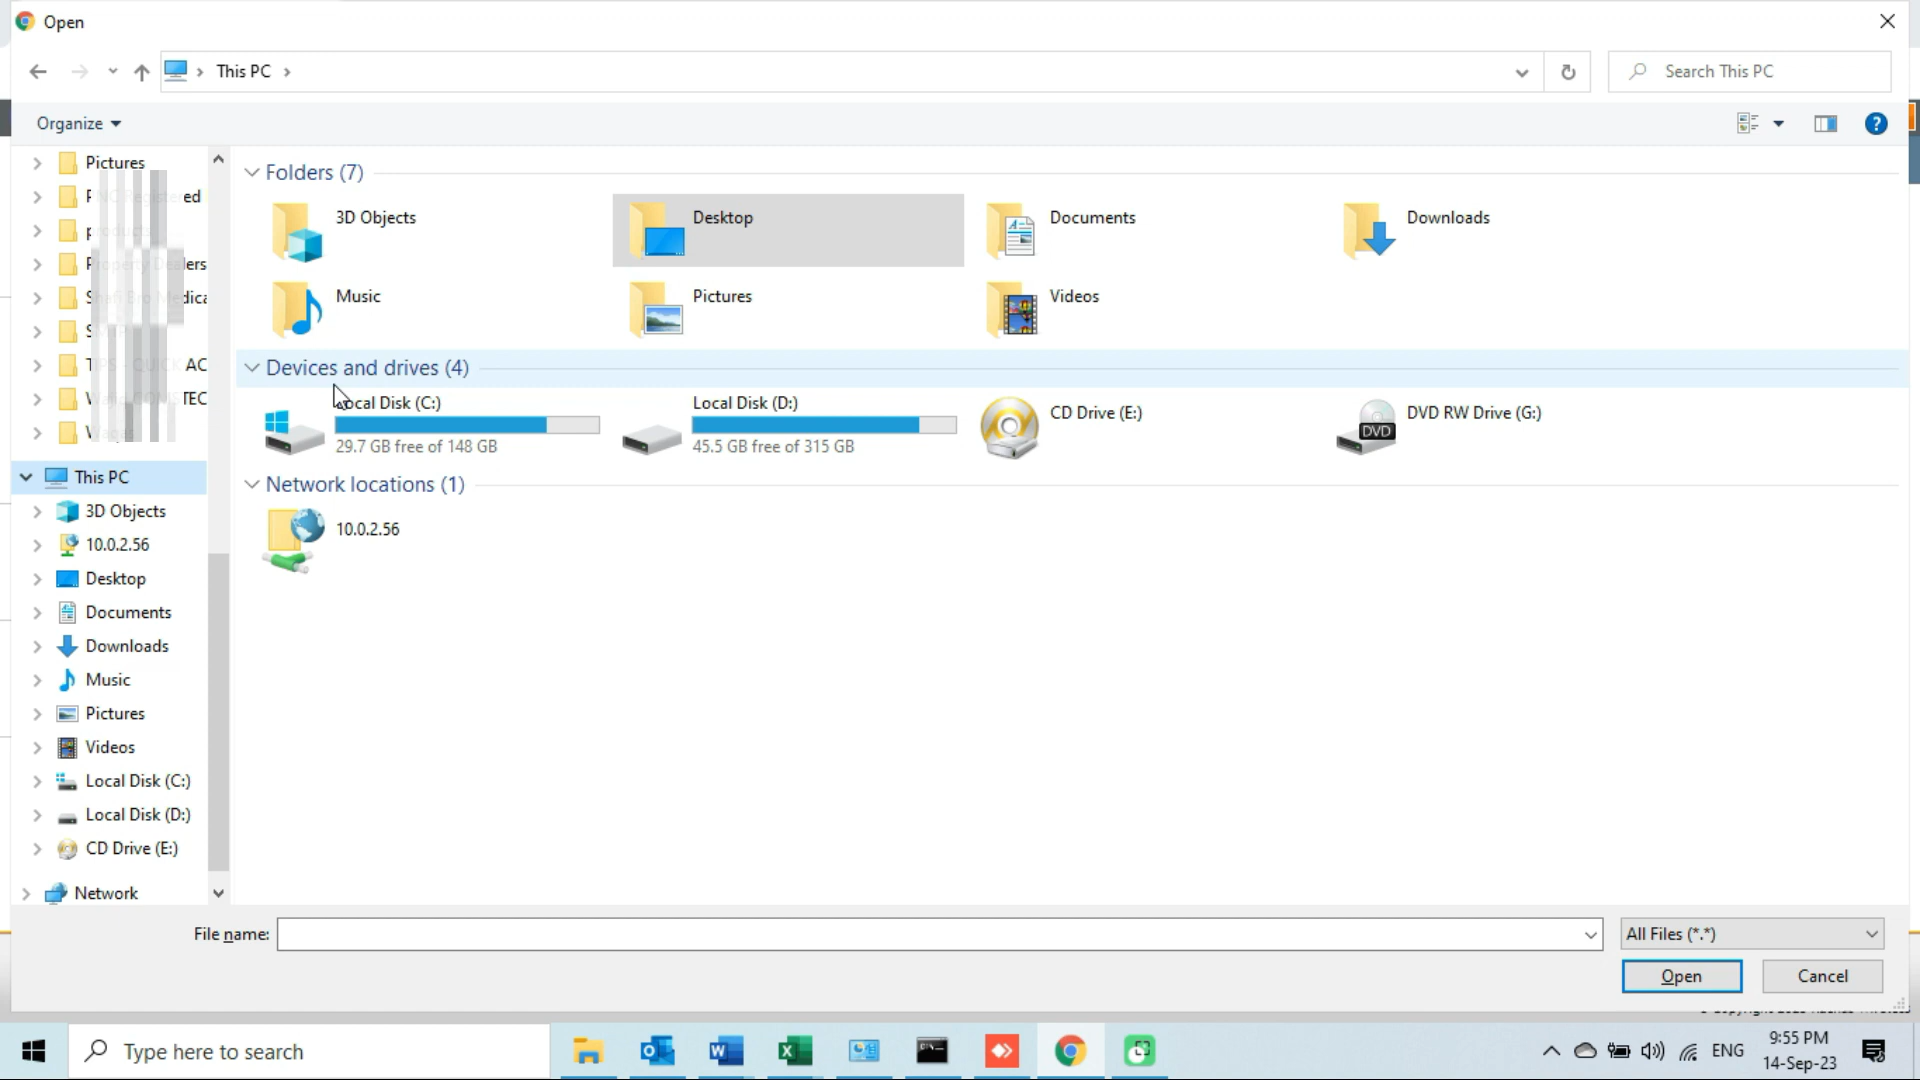 Open
This PC
Search This PC
Organize
Pictures
ed
lers
dica
AC
TEC
This PC
3D Objects
10.0.2.56
Desktop
Documents
Downloads
Music
Pictures
Videos
Local Disk (C:)
Local Disk (D:)
CD Drive (E:)
Network
Folders (7)
3D Objects
Desktop
Documents
Downloads
Music
Pictures
Videos
Devices and drives (4)
Local Disk (C:)
29.7 GB free of 148 GB
Local Disk (D:)
45.5 GB free of 315 GB
CD Drive (E:)
DVD RW Drive (G:)
DVD
Network locations (1)
10.0.2.56
File name:
All Files (*.*)
Open
Cancel
Type here to search
ENG
9:55 PM
14-Sep-23